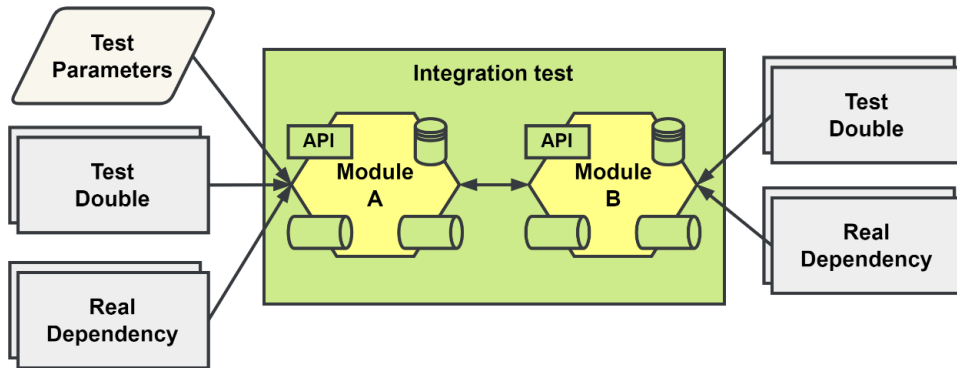 Test
Parameters
Test
Double
Real
Dependency
Integration test
API
Module
A
API
Module
B
Test
Double
Real
Dependency